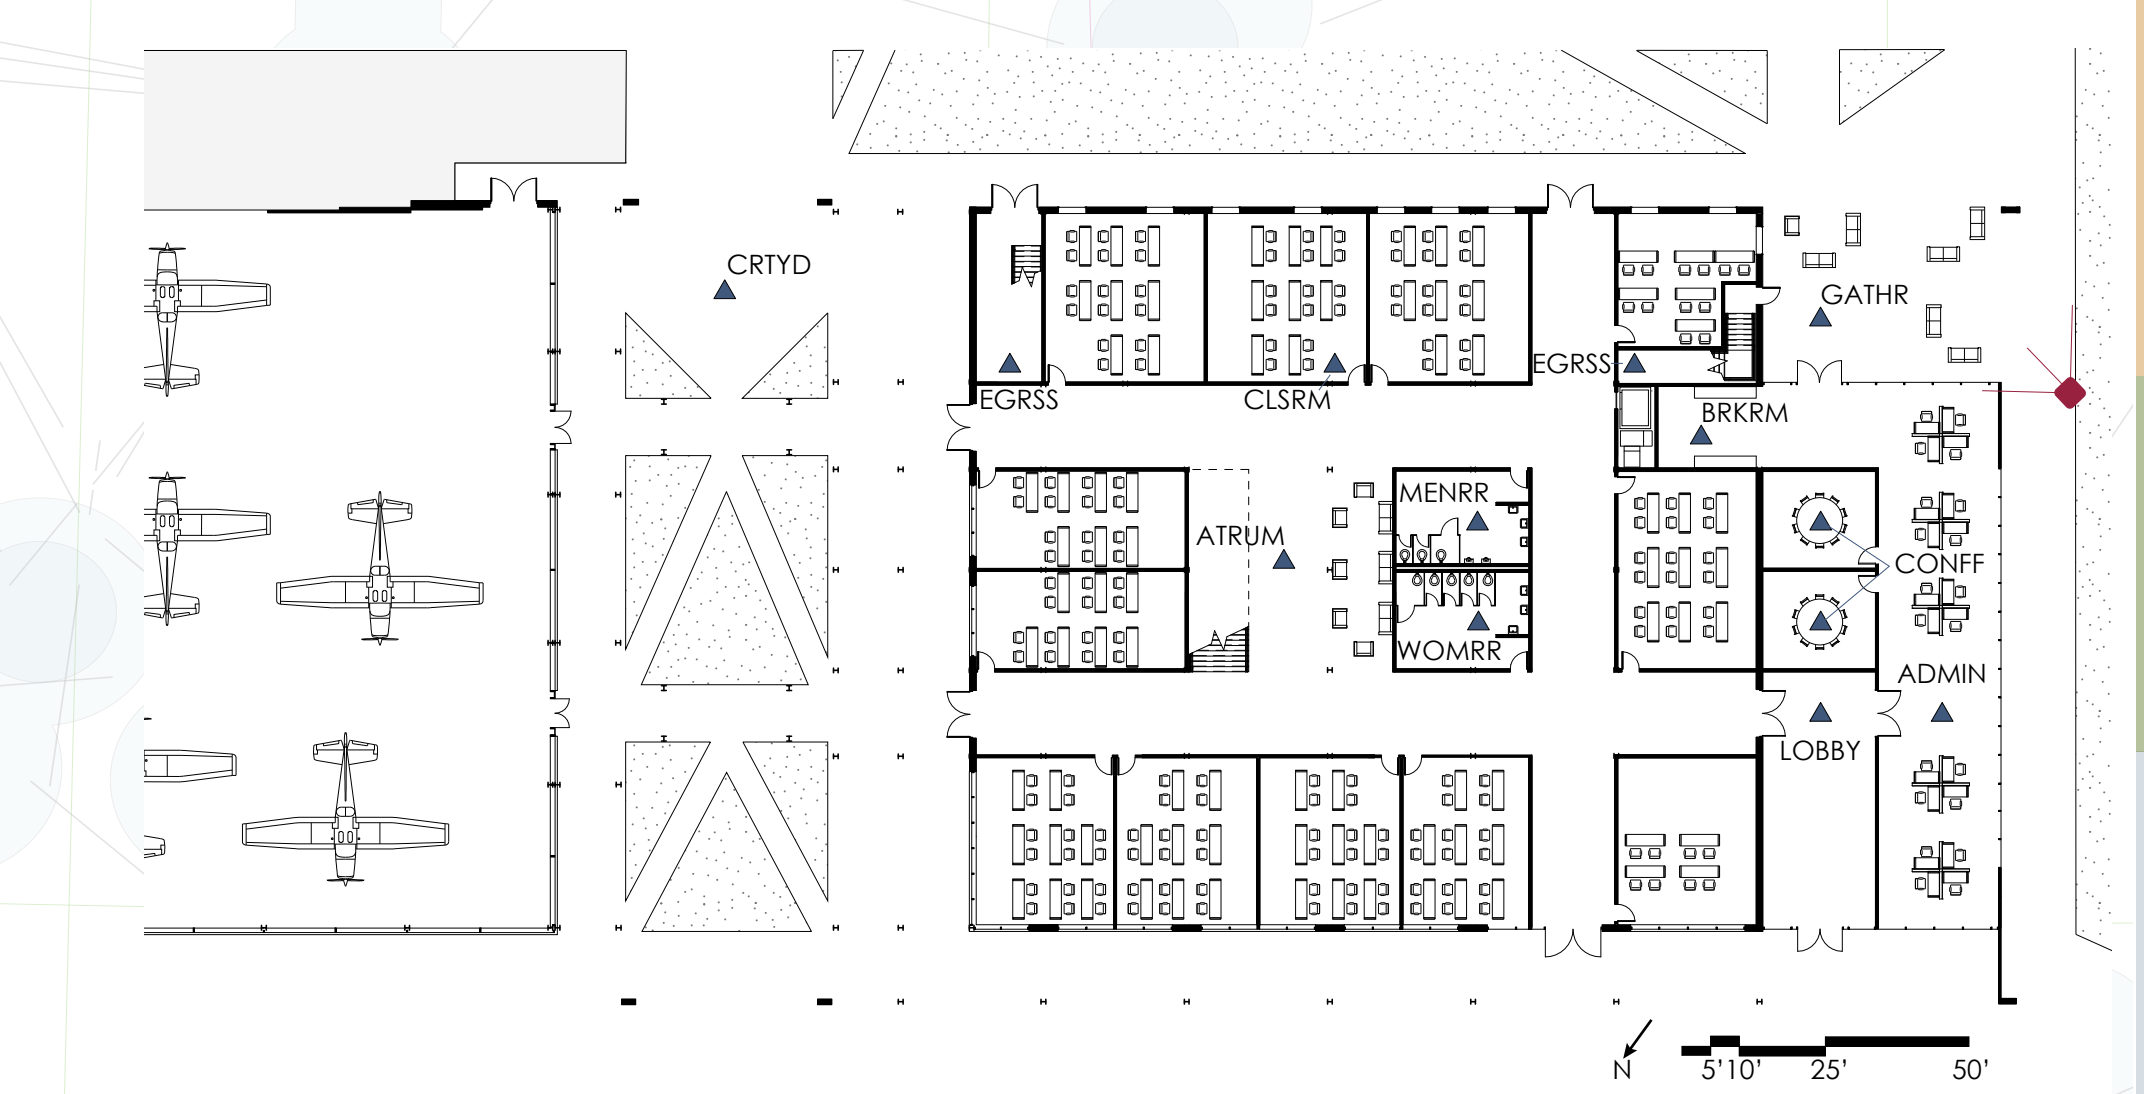 CRTYD
GATHR
EGRSS
EGRSS
CLSRM
BRKRM
MENRR
ATRUM
CONFF
WOMRR
ADMIN
LOBBY
N
5' 10' 25' 50'